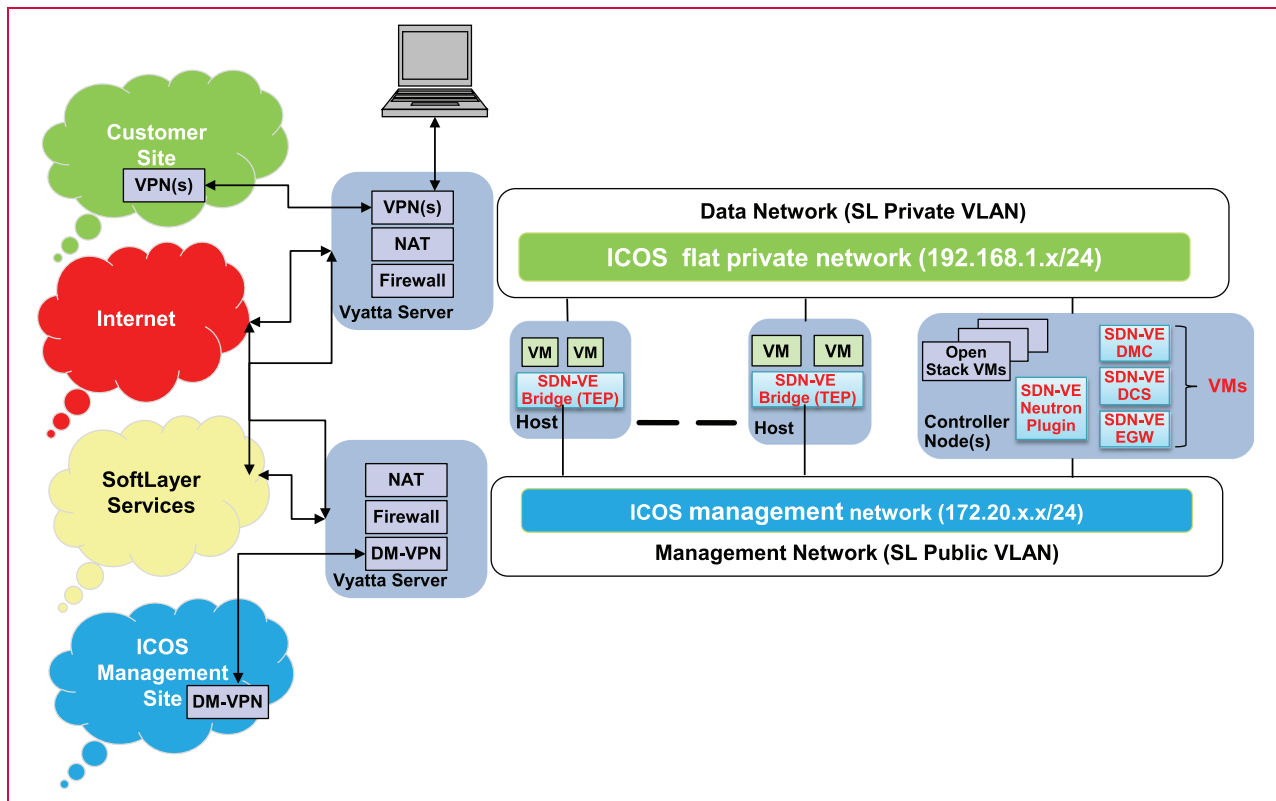 Customer
Site
VPN(s)
Internet
SoftLayer
Services
ICOS
Management
Site
DM-VPN
VPN(s)
NAT
Firewall
Vyatta Server
NAT
Firewall
DM-VPN
Vyatta Server
Data Network (SL Private VLAN)
ICOS flat private network (192.168.1.x/24)
VM VM
SDN-VE
Bridge (TEP)
Host
VM VM
SDN-VE
Bridge (TEP)
Host
Open
Stack VMs
Controller
Node(s)
SDN-VE
Neutron
Plugin
SDN-VE
DMC
SDN-VE
DCS
SDN-VE
EGW
VMs
ICOS management network (172.20.x.x/24)
Management Network (SL Public VLAN)